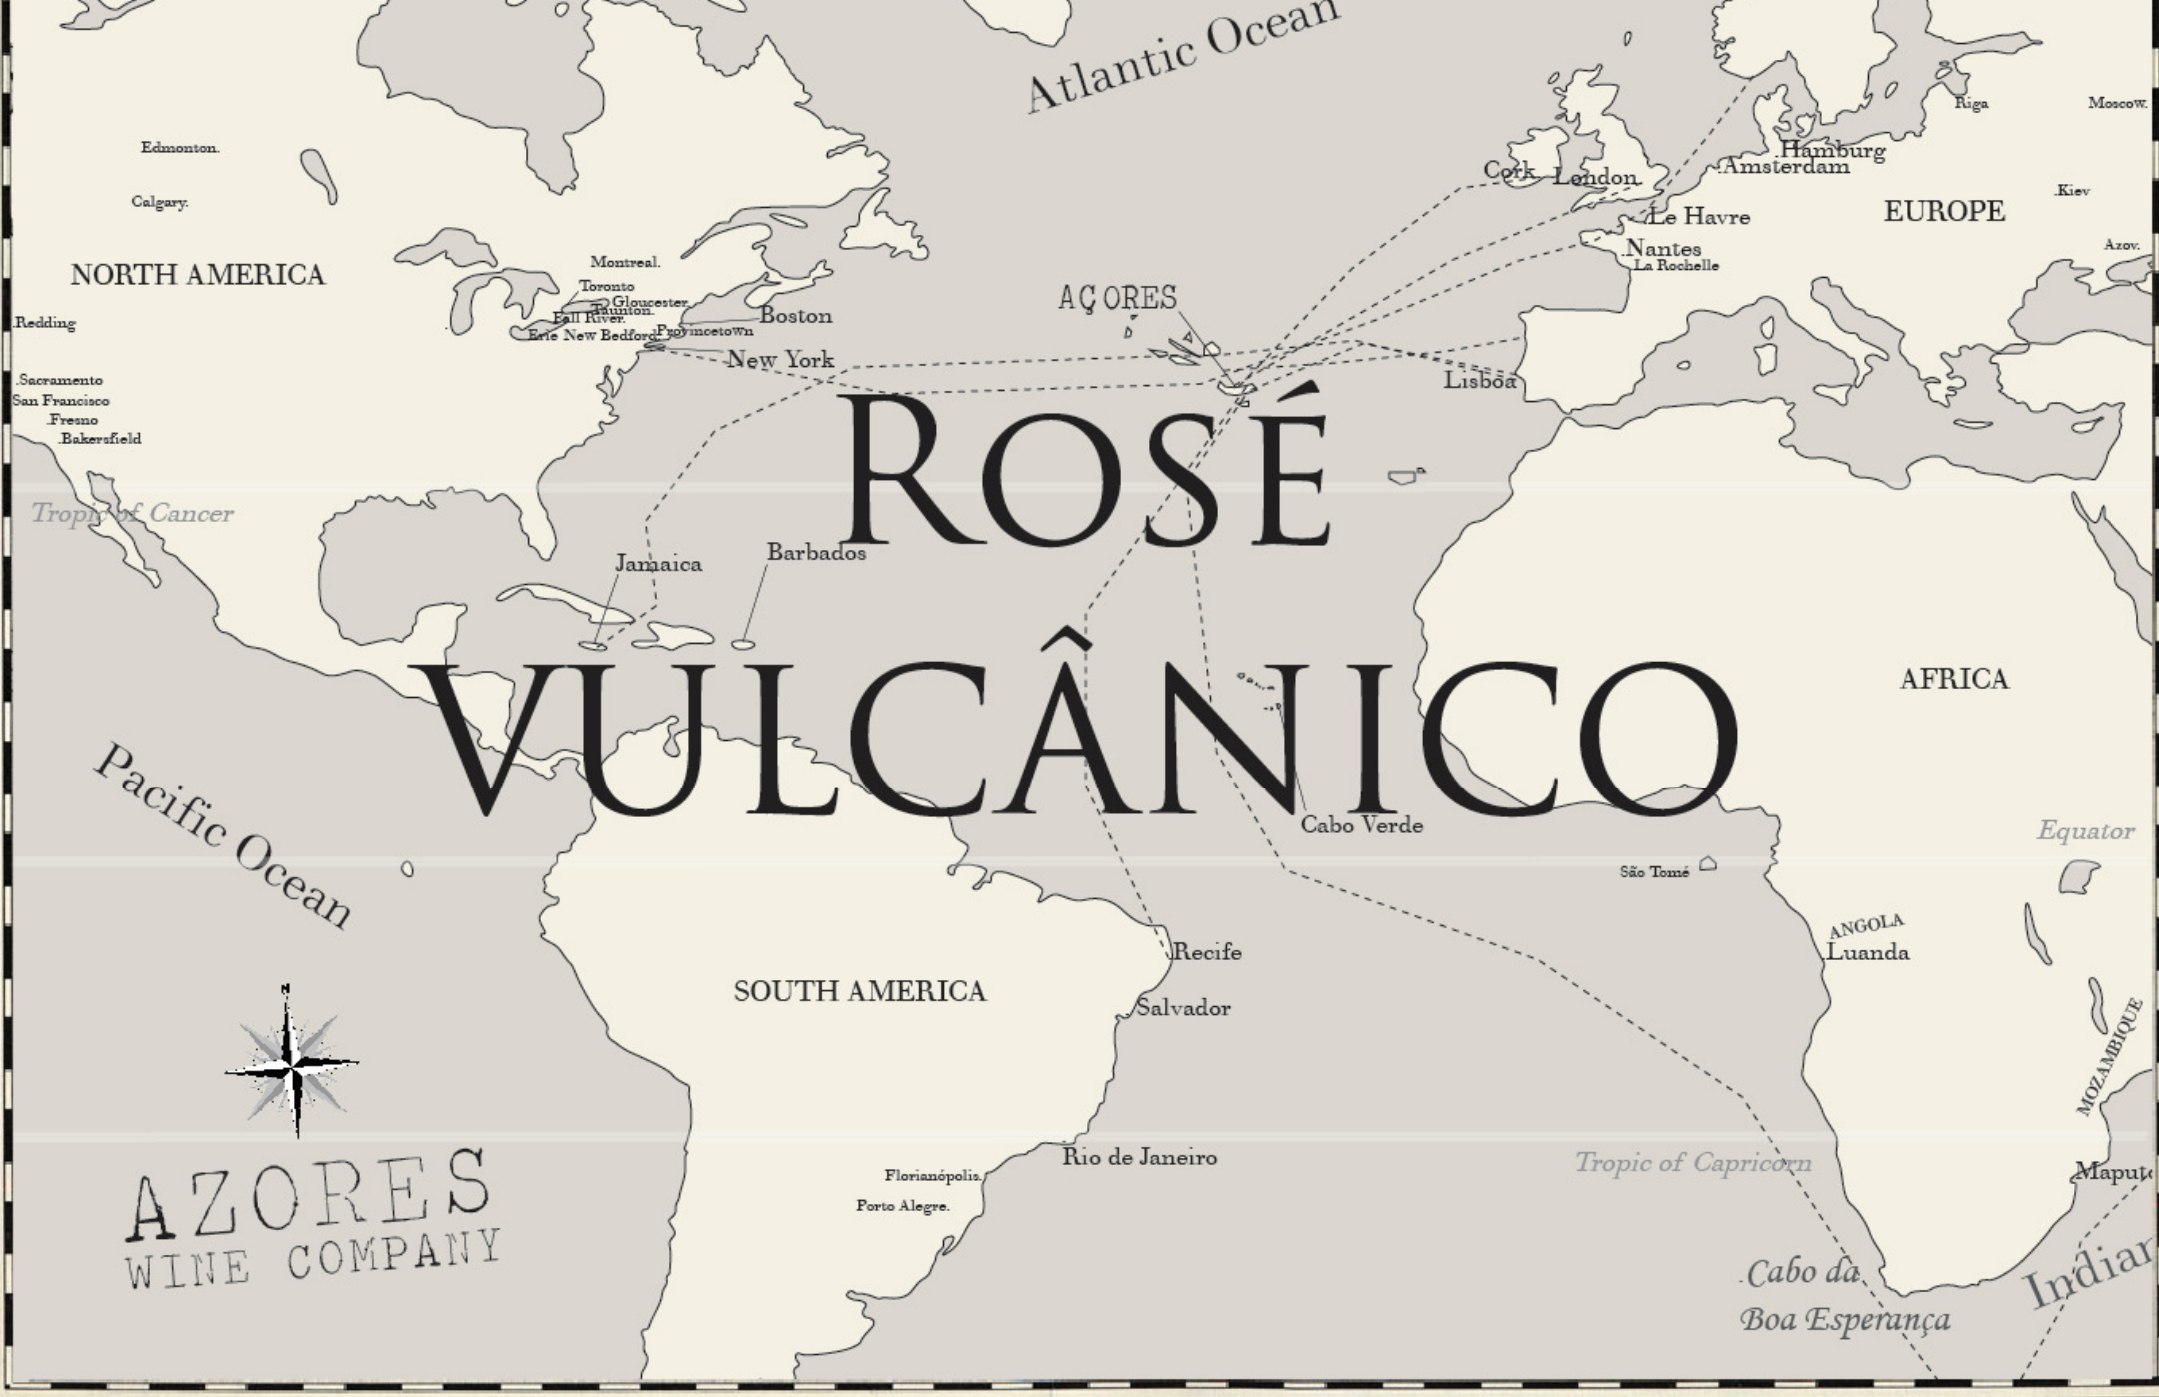 Atlantic Ocean
Edmonton.
Calgary.
NORTH AMERICA
Redding
.Sacramento
San Francisco
.Fresno
.Bakersfield
Montreal.
Toronto
Gloucester.
Taunton.
Fall River.
Erie New Bedford.
Provincetown
Boston
New York
AÇORES
Cork
London
Riga
Moscow.
.Hamburg
.Amsterdam
.Kiev
EUROPE
.Le Havre
.Nantes
.La Rochelle
Azov.
Lisboa
ROSÉ
Tropic of Cancer
Jamaica
Barbados
VULCÂNICO
AFRICA
Pacific Ocean
Cabo Verde
Equator
São Tomé
ANGOLA
.Luanda
Recife
SOUTH AMERICA
Salvador
MOZAMBIQUE
Rio de Janeiro
Tropic of Capricorn
Maputo
Florianópolis.
Porto Alegre.
AZORES
WINE COMPANY
.Cabo da
Boa Esperança
Indian